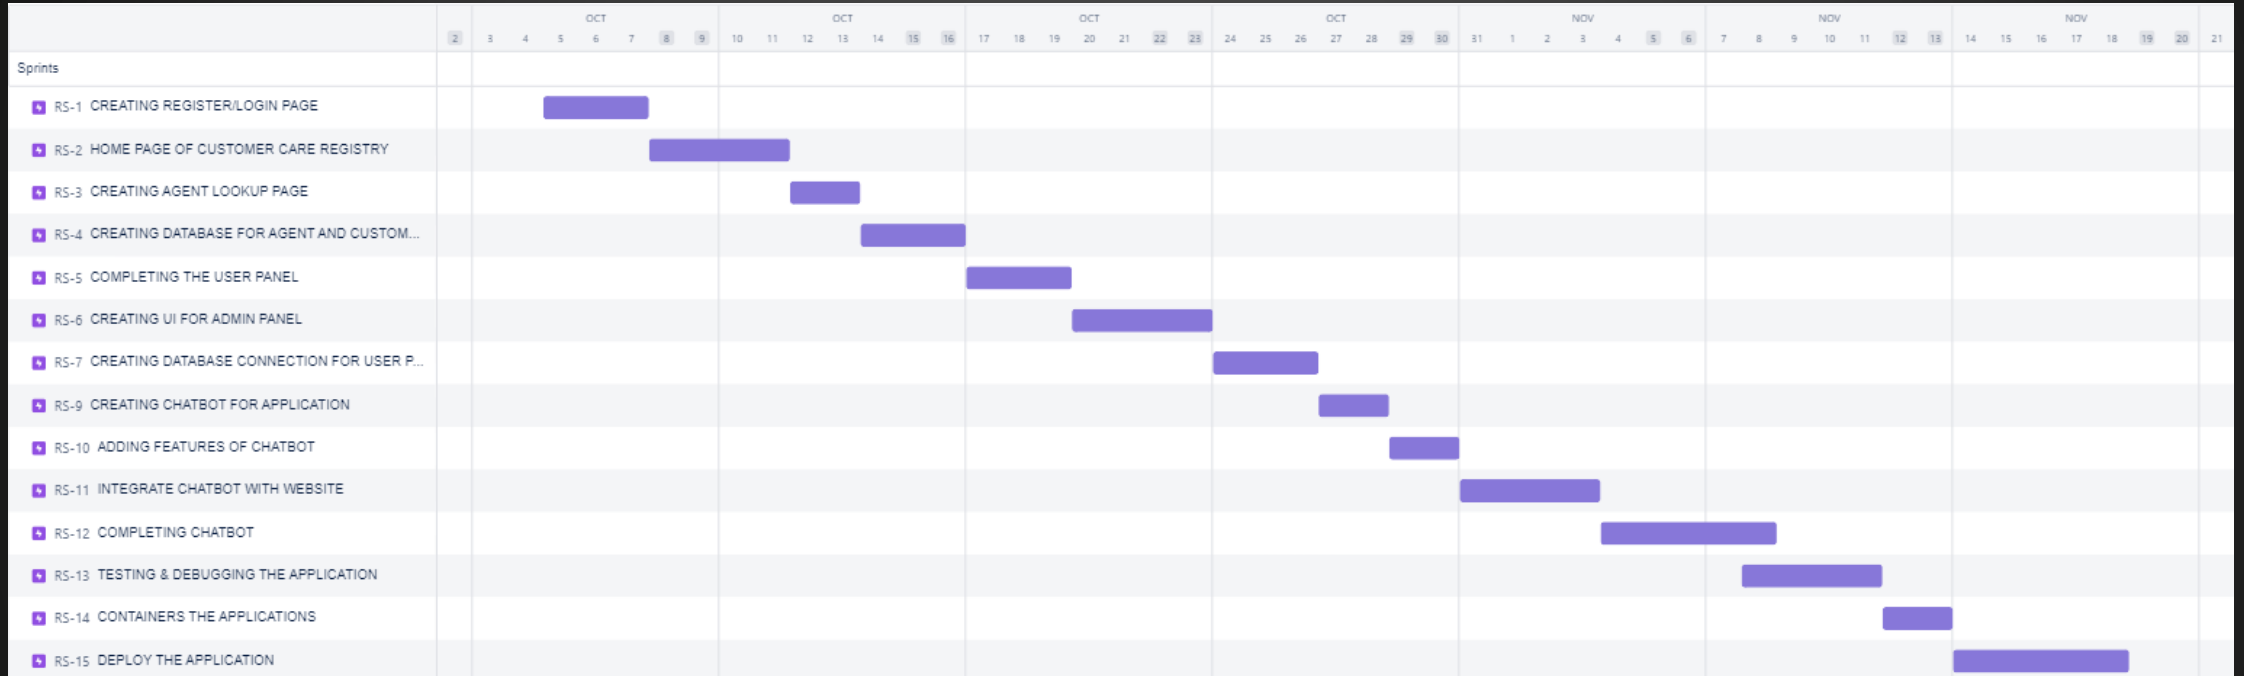 OCT OCT OCT OCT NOV NOV NOV
2 3 4 5 6 7 8 9 10 11 12 13 14 15 16 17 18 19 20 21 22 23 24 25 26 27 28 29 30 31 1 2 3 4 5 6 7 8 9 10 11 12 13 14 15 16 17 18 19 20 21
Sprints
RS-1 CREATING REGISTER/LOGIN PAGE
RS-2 HOME PAGE OF CUSTOMER CARE REGISTRY
RS-3 CREATING AGENT LOOKUP PAGE
RS-4 CREATING DATABASE FOR AGENT AND CUSTOM...
RS-5 COMPLETING THE USER PANEL
RS-6 CREATING UI FOR ADMIN PANEL
RS-7 CREATING DATABASE CONNECTION FOR USER P...
RS-9 CREATING CHATBOT FOR APPLICATION
RS-10 ADDING FEATURES OF CHATBOT
RS-11 INTEGRATE CHATBOT WITH WEBSITE
RS-12 COMPLETING CHATBOT
RS-13 TESTING & DEBUGGING THE APPLICATION
RS-14 CONTAINERS THE APPLICATIONS
RS-15 DEPLOY THE APPLICATION